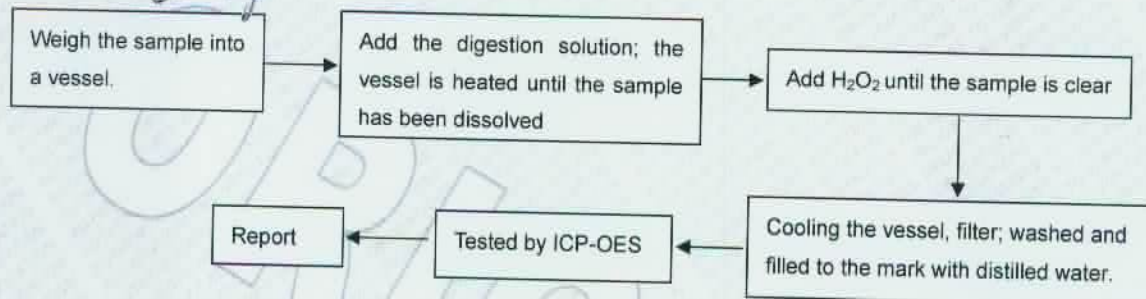 Weigh the sample into
a vessel.
Add the digestion solution; the
vessel is heated until the sample
has been dissolved
Add H₂O₂ until the sample is clear
Cooling the vessel, filter; washed and
filled to the mark with distilled water.
Tested by ICP-OES
Report